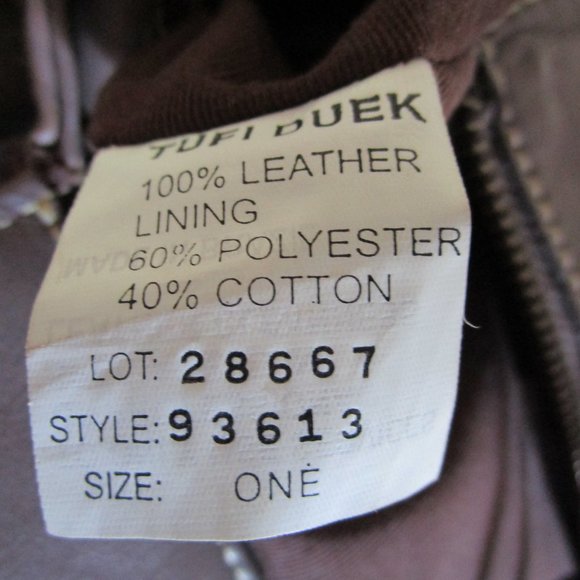 TUFI DUEK
100% LEATHER
LINING
60% POLYESTER
40% COTTON
LOT: 28667
STYLE: 93613
SIZE: ONE